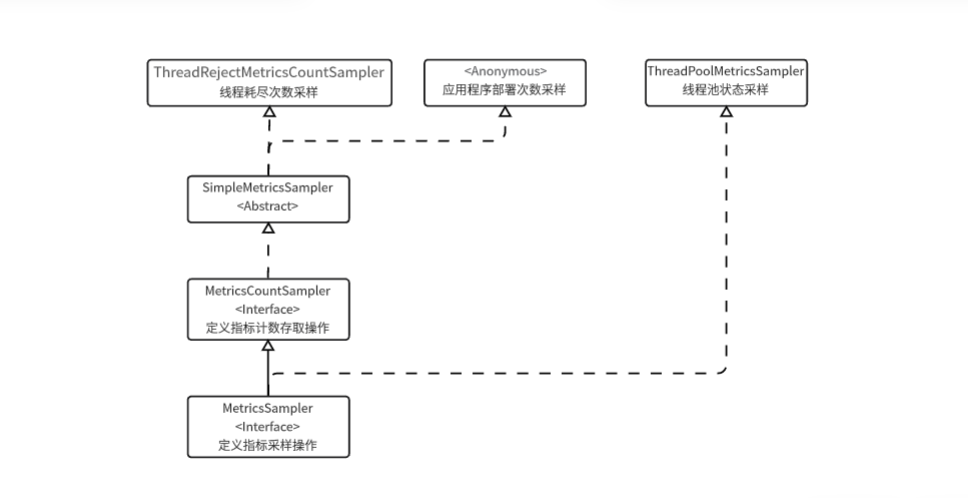 ThreadRejectMetricsCountSampler
线程耗尽次数采样
<Anonymous>
应用程序部署次数采样
ThreadPoolMetricsSampler
线程池状态采样
SimpleMetricsSampler
<Abstract>
MetricsCountSampler
<Interface>
定义指标计数存取操作
MetricsSampler
<Interface>
定义指标采样操作